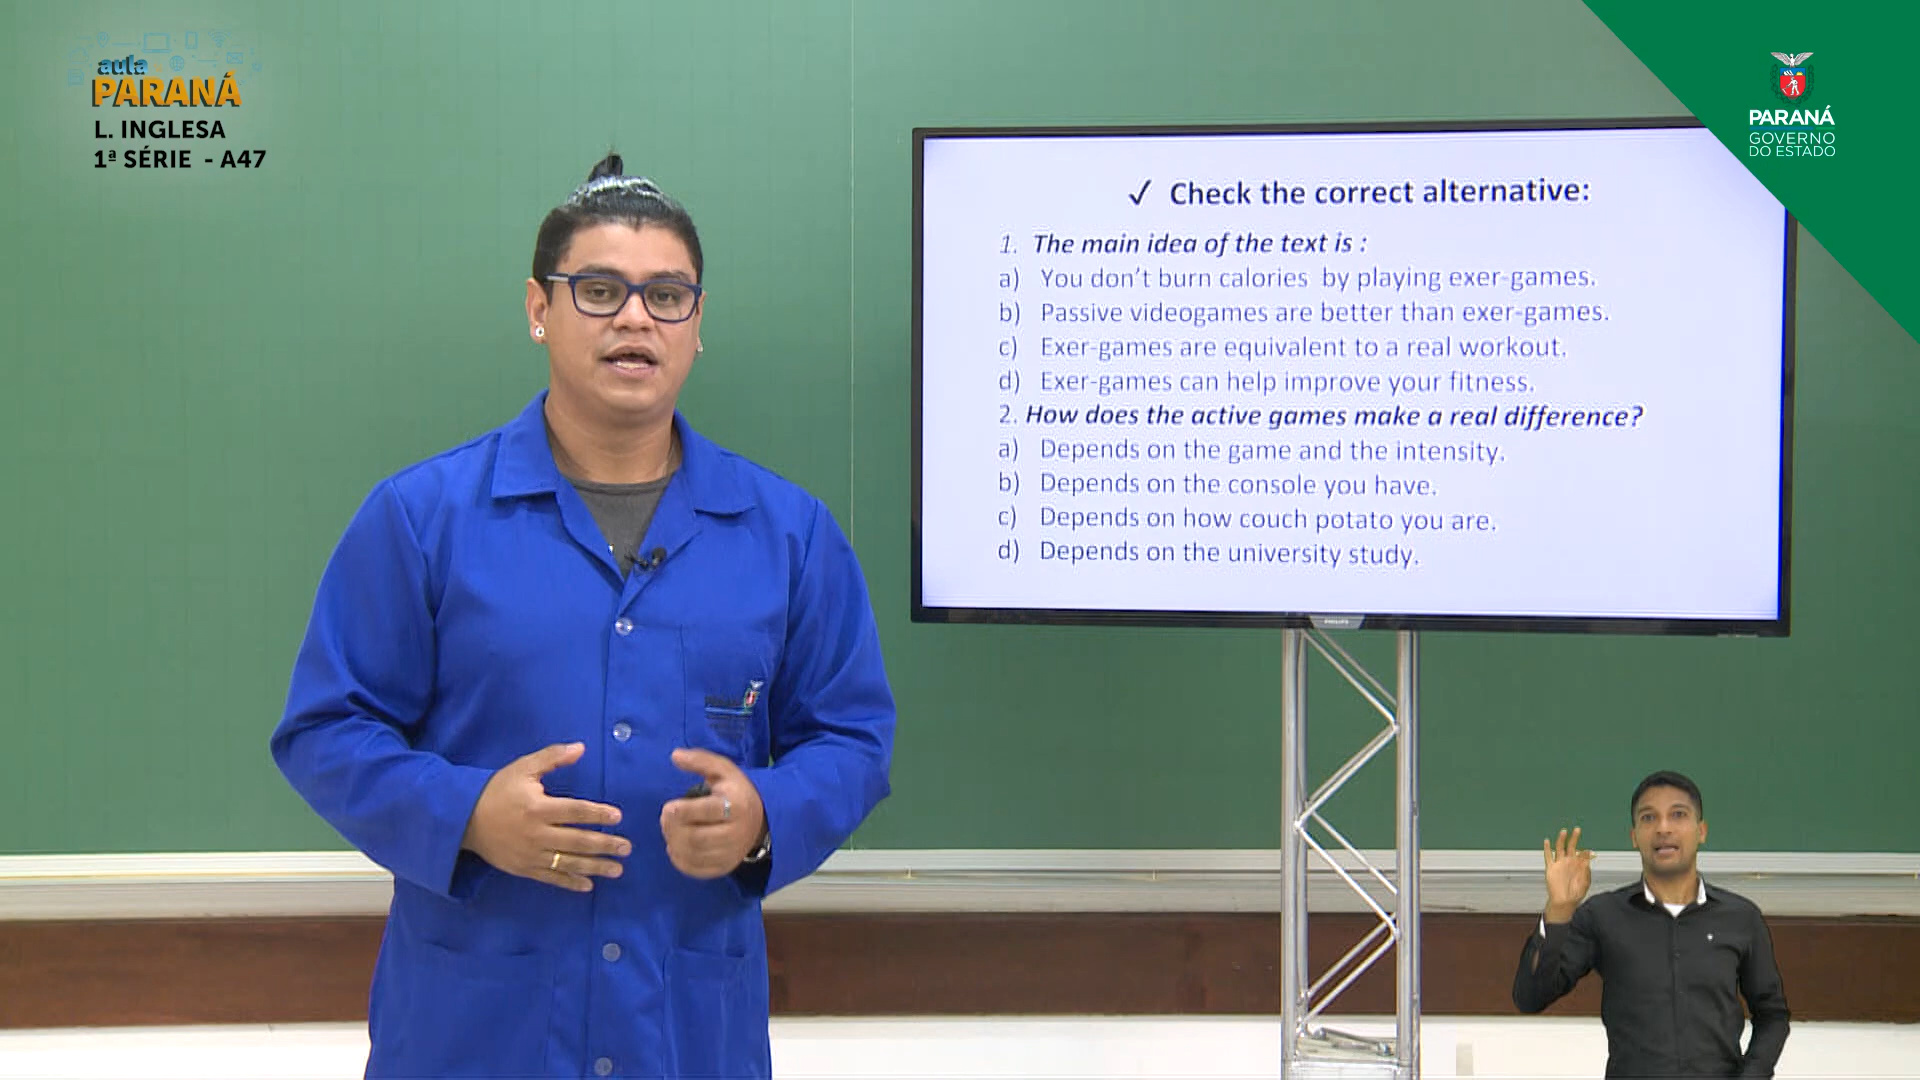 aula
PARANÁ
L. INGLESA
1ª SÉRIE - A47
PARANÁ
GOVERNO
DO ESTADO
✓ Check the correct alternative:
1. The main idea of the text is :
a) You don't burn calories by playing exer-games.
b) Passive videogames are better than exer-games.
c) Exer-games are equivalent to a real workout.
d) Exer-games can help improve your fitness.
2. How does the active games make a real difference?
a) Depends on the game and the intensity.
b) Depends on the console you have.
c) Depends on how couch potato you are.
d) Depends on the university study.
PHILIPS